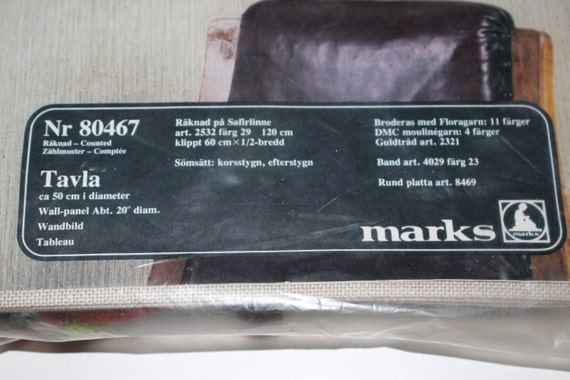 Nr 80467
Räknad – Counted
Zählmuster – Comptée
Tavla
ca 50 cm i diameter
Wall-panel Abt. 20" diam.
Wandbild
Tableau
Räknad på Safirlinne
art. 2532 färg 29 120 cm
klippt 60 cm × 1/2-bredd
Sömsätt: korsstygn, efterstygn
Broderas med Floragarn: 11 färger
DMC moulinégarn: 4 färger
Guldtråd art. 2321
Band art. 4029 färg 23
Rund platta art. 8469
marks
marks